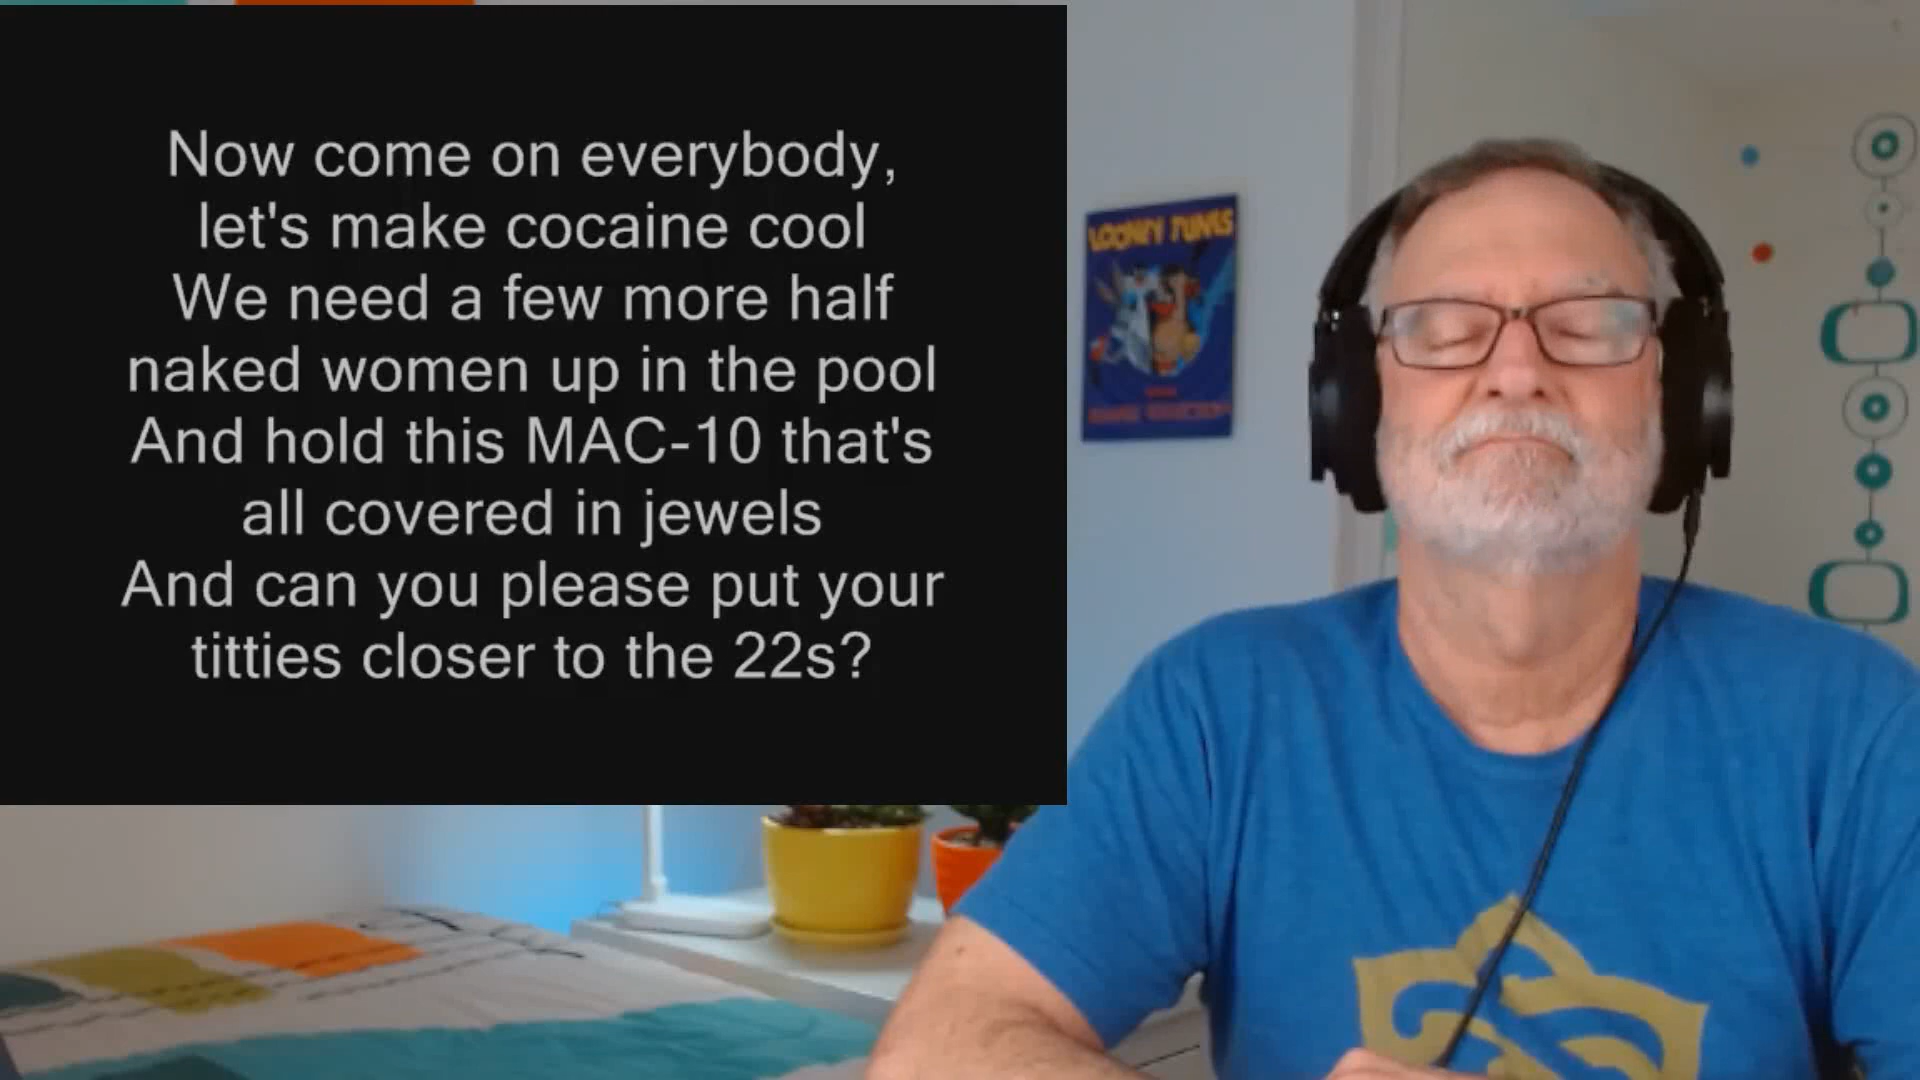 Now come on everybody,
let's make cocaine cool
We need a few more half
naked women up in the pool
And hold this MAC-10 that's
all covered in jewels
And can you please put your
titties closer to the 22s?
LOONEY TUNES